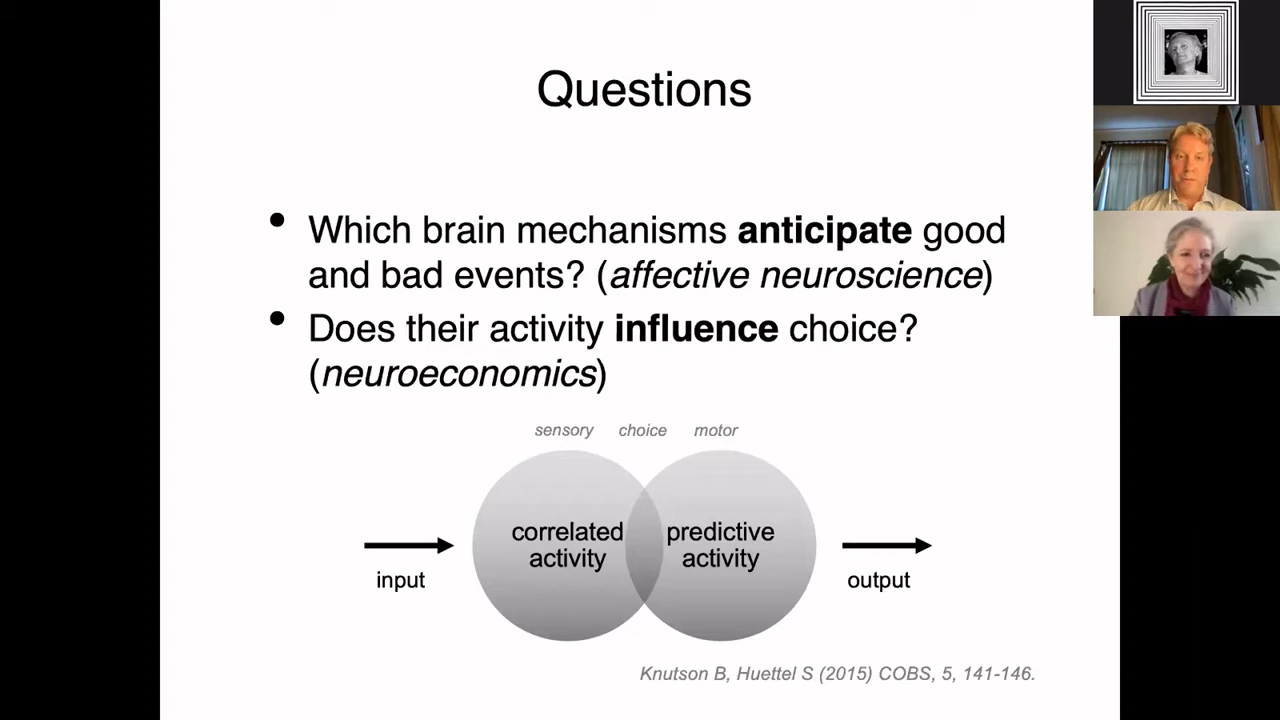 Questions
• Which brain mechanisms anticipate good
and bad events? (affective neuroscience)
• Does their activity influence choice?
(neuroeconomics)
sensory choice motor
correlated predictive
activity activity
input output
Knutson B, Huettel S (2015) COBS, 5, 141-146.